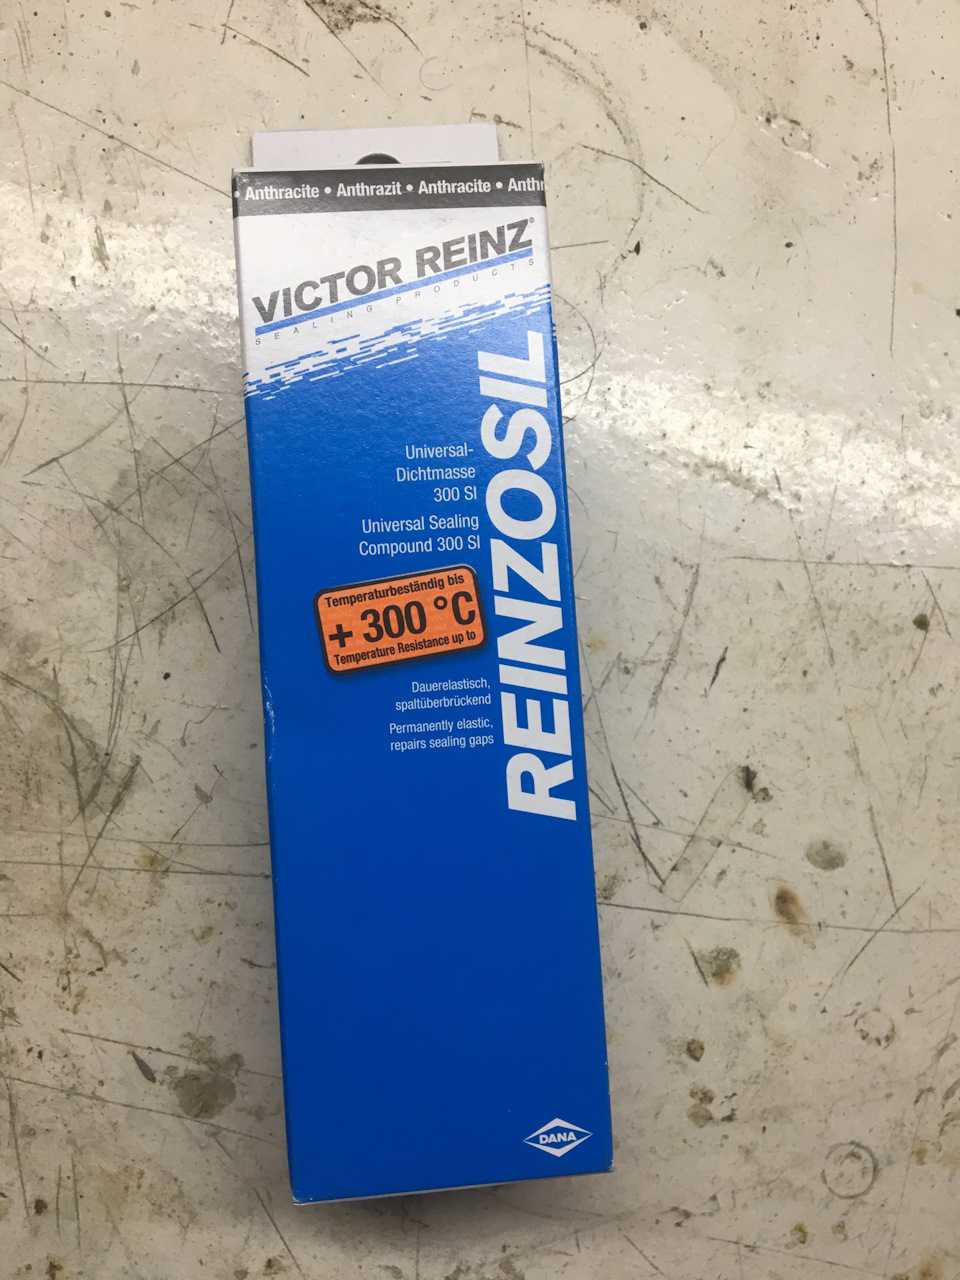 • Anthracite • Anthrazit • Anthracite • Anthr
VICTOR REINZ®
SEALING PRODUCTS
REINZOSIL
Universal-
Dichtmasse
300 SI
Universal Sealing
Compound 300 SI
Temperaturbeständig bis
+ 300 °C
Temperature Resistance up to
Dauerelastisch,
spaltüberbrückend
Permanently elastic,
repairs sealing gaps
DANA